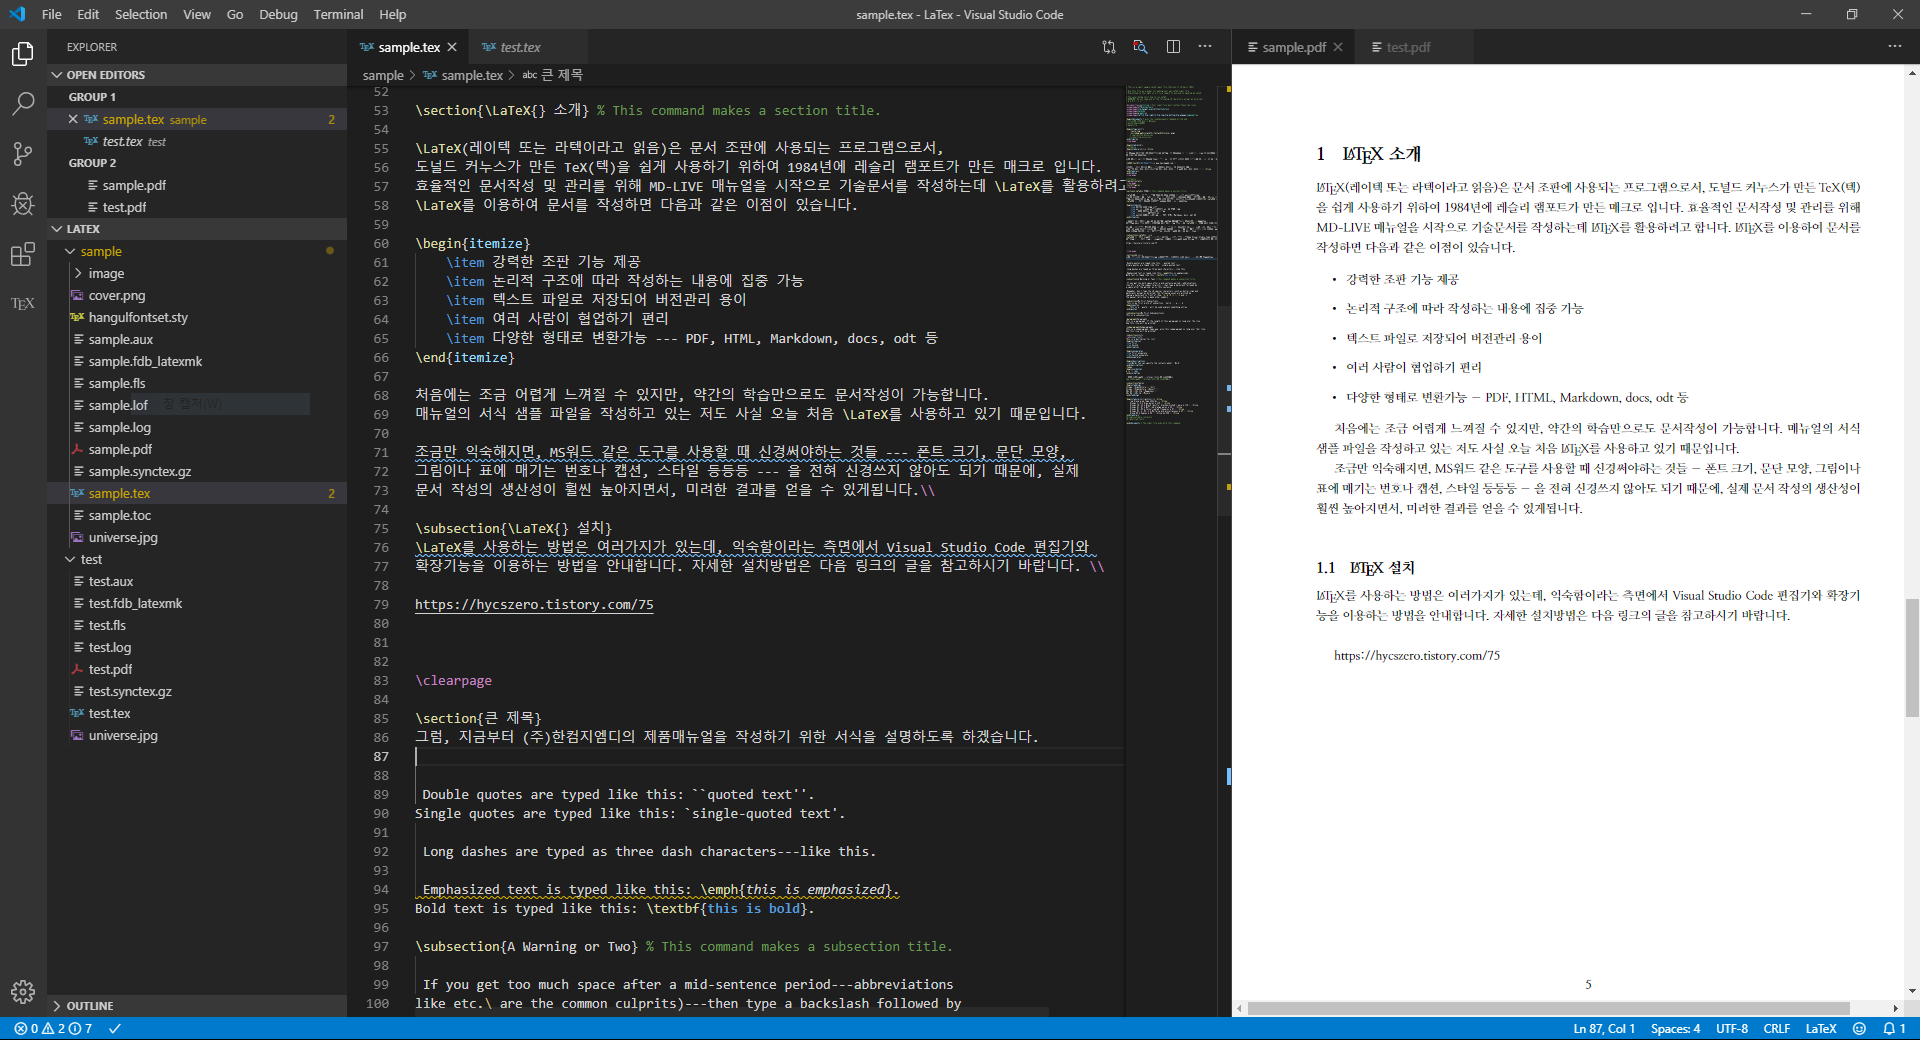 File Edit Selection View Go Debug Terminal Help
sample.tex - LaTex - Visual Studio Code
EXPLORER
OPEN EDITORS
GROUP 1
sample.tex sample 2
test.tex test
GROUP 2
sample.pdf
test.pdf
LATEX
sample
image
cover.png
hangulfontset.sty
sample.aux
sample.fdb_latexmk
sample.fls
sample.lof
창 캡처(W)
sample.log
sample.pdf
sample.synctex.gz
sample.tex 2
sample.toc
universe.jpg
test
test.aux
test.fdb_latexmk
test.fls
test.log
test.pdf
test.synctex.gz
test.tex
universe.jpg
OUTLINE
TEX sample.tex TEX test.tex
sample > TEX sample.tex > abc 큰 제목
52
53 \section{\LaTeX{} 소개} % This command makes a section title.
54
55 \LaTeX(레이텍 또는 라텍이라고 읽음)은 문서 조판에 사용되는 프로그램으로서,
56 도널드 커누스가 만든 TeX(텍)을 쉽게 사용하기 위하여 1984년에 레슬리 램포트가 만든 매크로 입니다.
57 효율적인 문서작성 및 관리를 위해 MD-LIVE 매뉴얼을 시작으로 기술문서를 작성하는데 \LaTeX를 활용하려고
58 \LaTeX를 이용하여 문서를 작성하면 다음과 같은 이점이 있습니다.
59
60 \begin{itemize}
61 \item 강력한 조판 기능 제공
62 \item 논리적 구조에 따라 작성하는 내용에 집중 가능
63 \item 텍스트 파일로 저장되어 버전관리 용이
64 \item 여러 사람이 협업하기 편리
65 \item 다양한 형태로 변환가능 --- PDF, HTML, Markdown, docs, odt 등
66 \end{itemize}
67
68 처음에는 조금 어렵게 느껴질 수 있지만, 약간의 학습만으로도 문서작성이 가능합니다.
69 매뉴얼의 서식 샘플 파일을 작성하고 있는 저도 사실 오늘 처음 \LaTeX를 사용하고 있기 때문입니다.
70
71 조금만 익숙해지면, MS워드 같은 도구를 사용할 때 신경써야하는 것들 --- 폰트 크기, 문단 모양,
72 그림이나 표에 매기는 번호나 캡션, 스타일 등등등 --- 을 전혀 신경쓰지 않아도 되기 때문에, 실제
73 문서 작성의 생산성이 훨씬 높아지면서, 미려한 결과를 얻을 수 있게됩니다.\\
74
75 \subsection{\LaTeX{} 설치}
76 \LaTeX를 사용하는 방법은 여러가지가 있는데, 익숙함이라는 측면에서 Visual Studio Code 편집기와
77 확장기능을 이용하는 방법을 안내합니다. 자세한 설치방법은 다음 링크의 글을 참고하시기 바랍니다. \\
78
79 https://hycszero.tistory.com/75
80
81
82
83 \clearpage
84
85 \section{큰 제목}
86 그럼, 지금부터 (주)한컴지엠디의 제품매뉴얼을 작성하기 위한 서식을 설명하도록 하겠습니다.
87
88
89 Double quotes are typed like this: ``quoted text''.
90 Single quotes are typed like this: `single-quoted text'.
91
92 Long dashes are typed as three dash characters---like this.
93
94 Emphasized text is typed like this: \emph{this is emphasized}.
95 Bold text is typed like this: \textbf{this is bold}.
96
97 \subsection{A Warning or Two} % This command makes a subsection title.
98
99 If you get too much space after a mid-sentence period---abbreviations
100 like etc.\ are the common culprits)---then type a backslash followed by
sample.pdf test.pdf
1 LATEX 소개
LATEX(레이텍 또는 라텍이라고 읽음)은 문서 조판에 사용되는 프로그램으로서, 도널드 커누스가 만든 TeX(텍)
을 쉽게 사용하기 위하여 1984년에 레슬리 램포트가 만든 매크로 입니다. 효율적인 문서작성 및 관리를 위해
MD-LIVE 매뉴얼을 시작으로 기술문서를 작성하는데 LATEX를 활용하려고 합니다. LATEX를 이용하여 문서를
작성하면 다음과 같은 이점이 있습니다.
• 강력한 조판 기능 제공
• 논리적 구조에 따라 작성하는 내용에 집중 가능
• 텍스트 파일로 저장되어 버전관리 용이
• 여러 사람이 협업하기 편리
• 다양한 형태로 변환가능 — PDF, HTML, Markdown, docs, odt 등
처음에는 조금 어렵게 느껴질 수 있지만, 약간의 학습만으로도 문서작성이 가능합니다. 매뉴얼의 서식
샘플 파일을 작성하고 있는 저도 사실 오늘 처음 LATEX를 사용하고 있기 때문입니다.
조금만 익숙해지면, MS워드 같은 도구를 사용할 때 신경써야하는 것들 — 폰트 크기, 문단 모양, 그림이나
표에 매기는 번호나 캡션, 스타일 등등등 — 을 전혀 신경쓰지 않아도 되기 때문에, 실제 문서 작성의 생산성이
훨씬 높아지면서, 미려한 결과를 얻을 수 있게됩니다.
1.1 LATEX 설치
LATEX를 사용하는 방법은 여러가지가 있는데, 익숙함이라는 측면에서 Visual Studio Code 편집기와 확장기
능을 이용하는 방법을 안내합니다. 자세한 설치방법은 다음 링크의 글을 참고하시기 바랍니다.
https://hycszero.tistory.com/75
5
0 2 7
Ln 87, Col 1 Spaces: 4 UTF-8 CRLF LaTeX 1